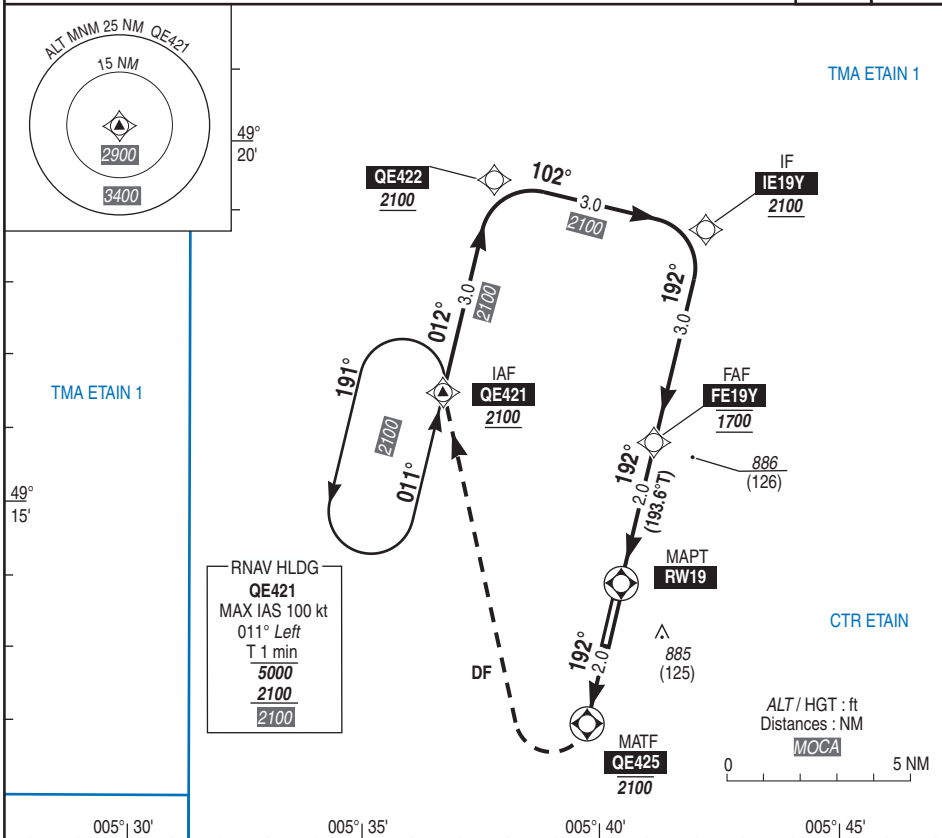 ALT MNM 25 NM QE421
15 NM
2900
3400
49°
20'
TMA ETAIN 1
QE422
2100
102°
3.0
2100
IF
IE19Y
2100
012°
3.0
2100
192°
3.0
TMA ETAIN 1
191°
2100
011°
IAF
QE421
2100
FAF
FE19Y
1700
886
(126)
192°
2.0
(193.6°T)
49°
15'
MAPT
RW19
RNAV HLDG
QE421
MAX IAS 100 kt
011° Left
T 1 min
5000
2100
2100
CTR ETAIN
885
(125)
192°
2.0
DF
MATF
QE425
2100
ALT / HGT : ft
Distances : NM
MOCA
0 5 NM
005° 30' 005° 35' 005° 40' 005° 45'